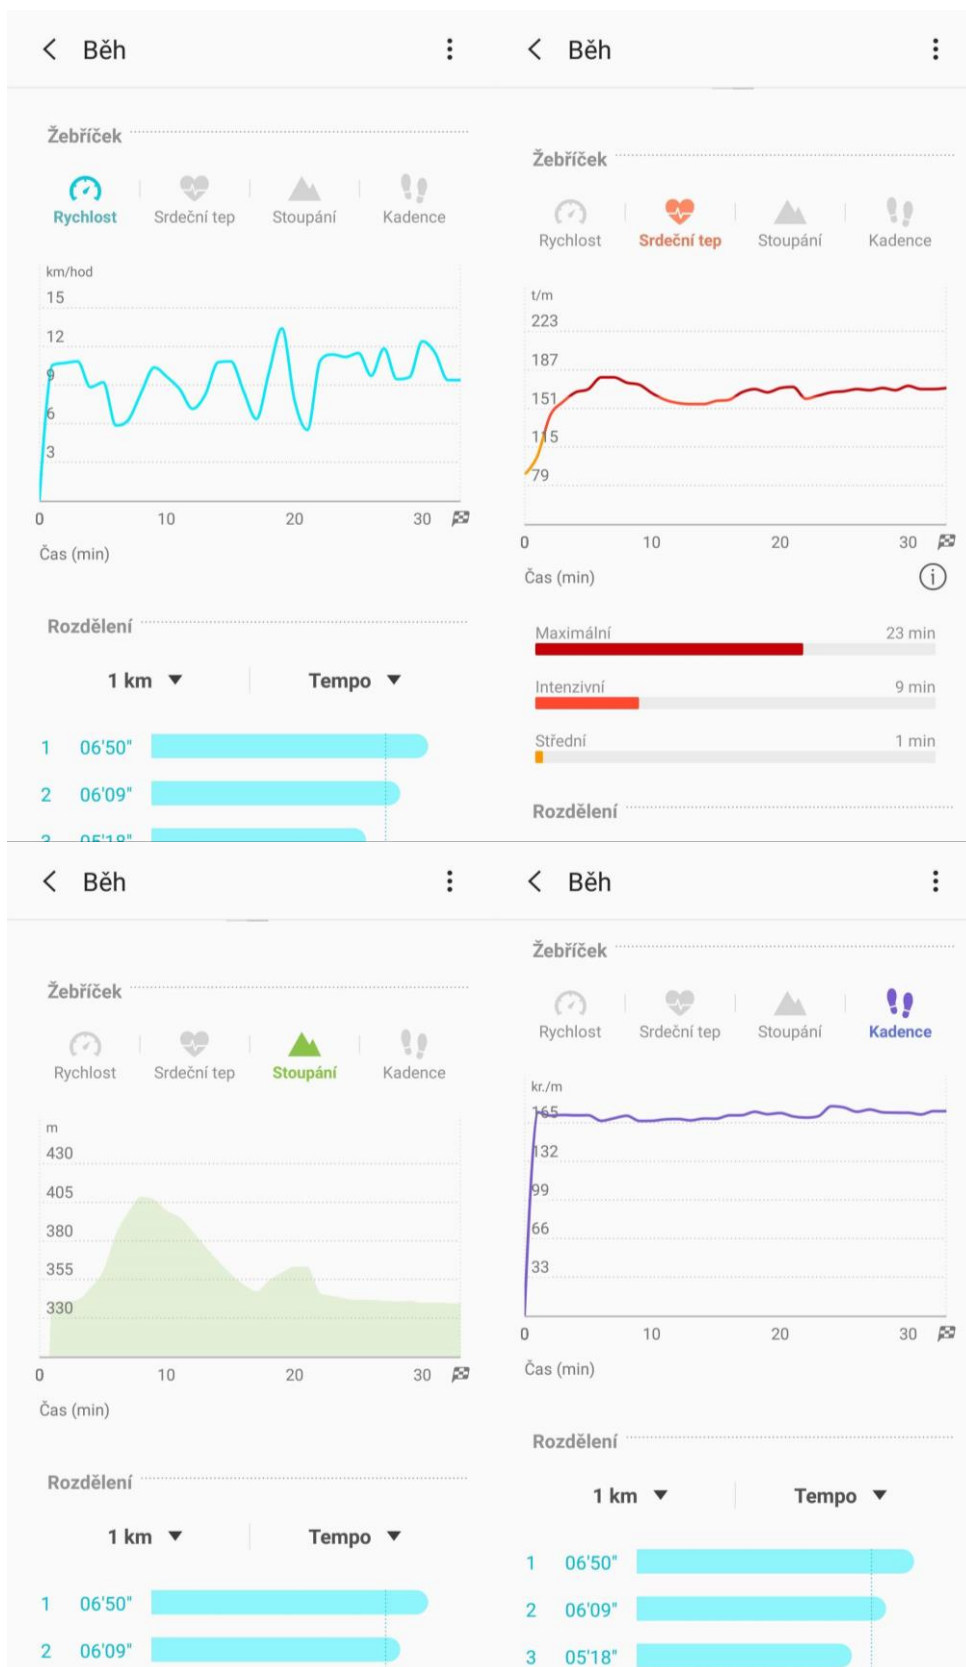 Běh
Žebříček
Rychlost Srdeční tep Stoupání Kadence
km/hod
15
12
9
6
3
0 10 20 30
Čas (min)
Rozdělení
1 km Tempo
1 06'50"
2 06'09"
3 05'18"
Běh
Žebříček
Rychlost Srdeční tep Stoupání Kadence
t/m
223
187
151
115
79
0 10 20 30
Čas (min)
Maximální 23 min
Intenzivní 9 min
Střední 1 min
Rozdělení
Běh
Žebříček
Rychlost Srdeční tep Stoupání Kadence
m
430
405
380
355
330
0 10 20 30
Čas (min)
Rozdělení
1 km Tempo
1 06'50"
2 06'09"
Běh
Žebříček
Rychlost Srdeční tep Stoupání Kadence
kr./m
165
132
99
66
33
0 10 20 30
Čas (min)
Rozdělení
1 km Tempo
1 06'50"
2 06'09"
3 05'18"